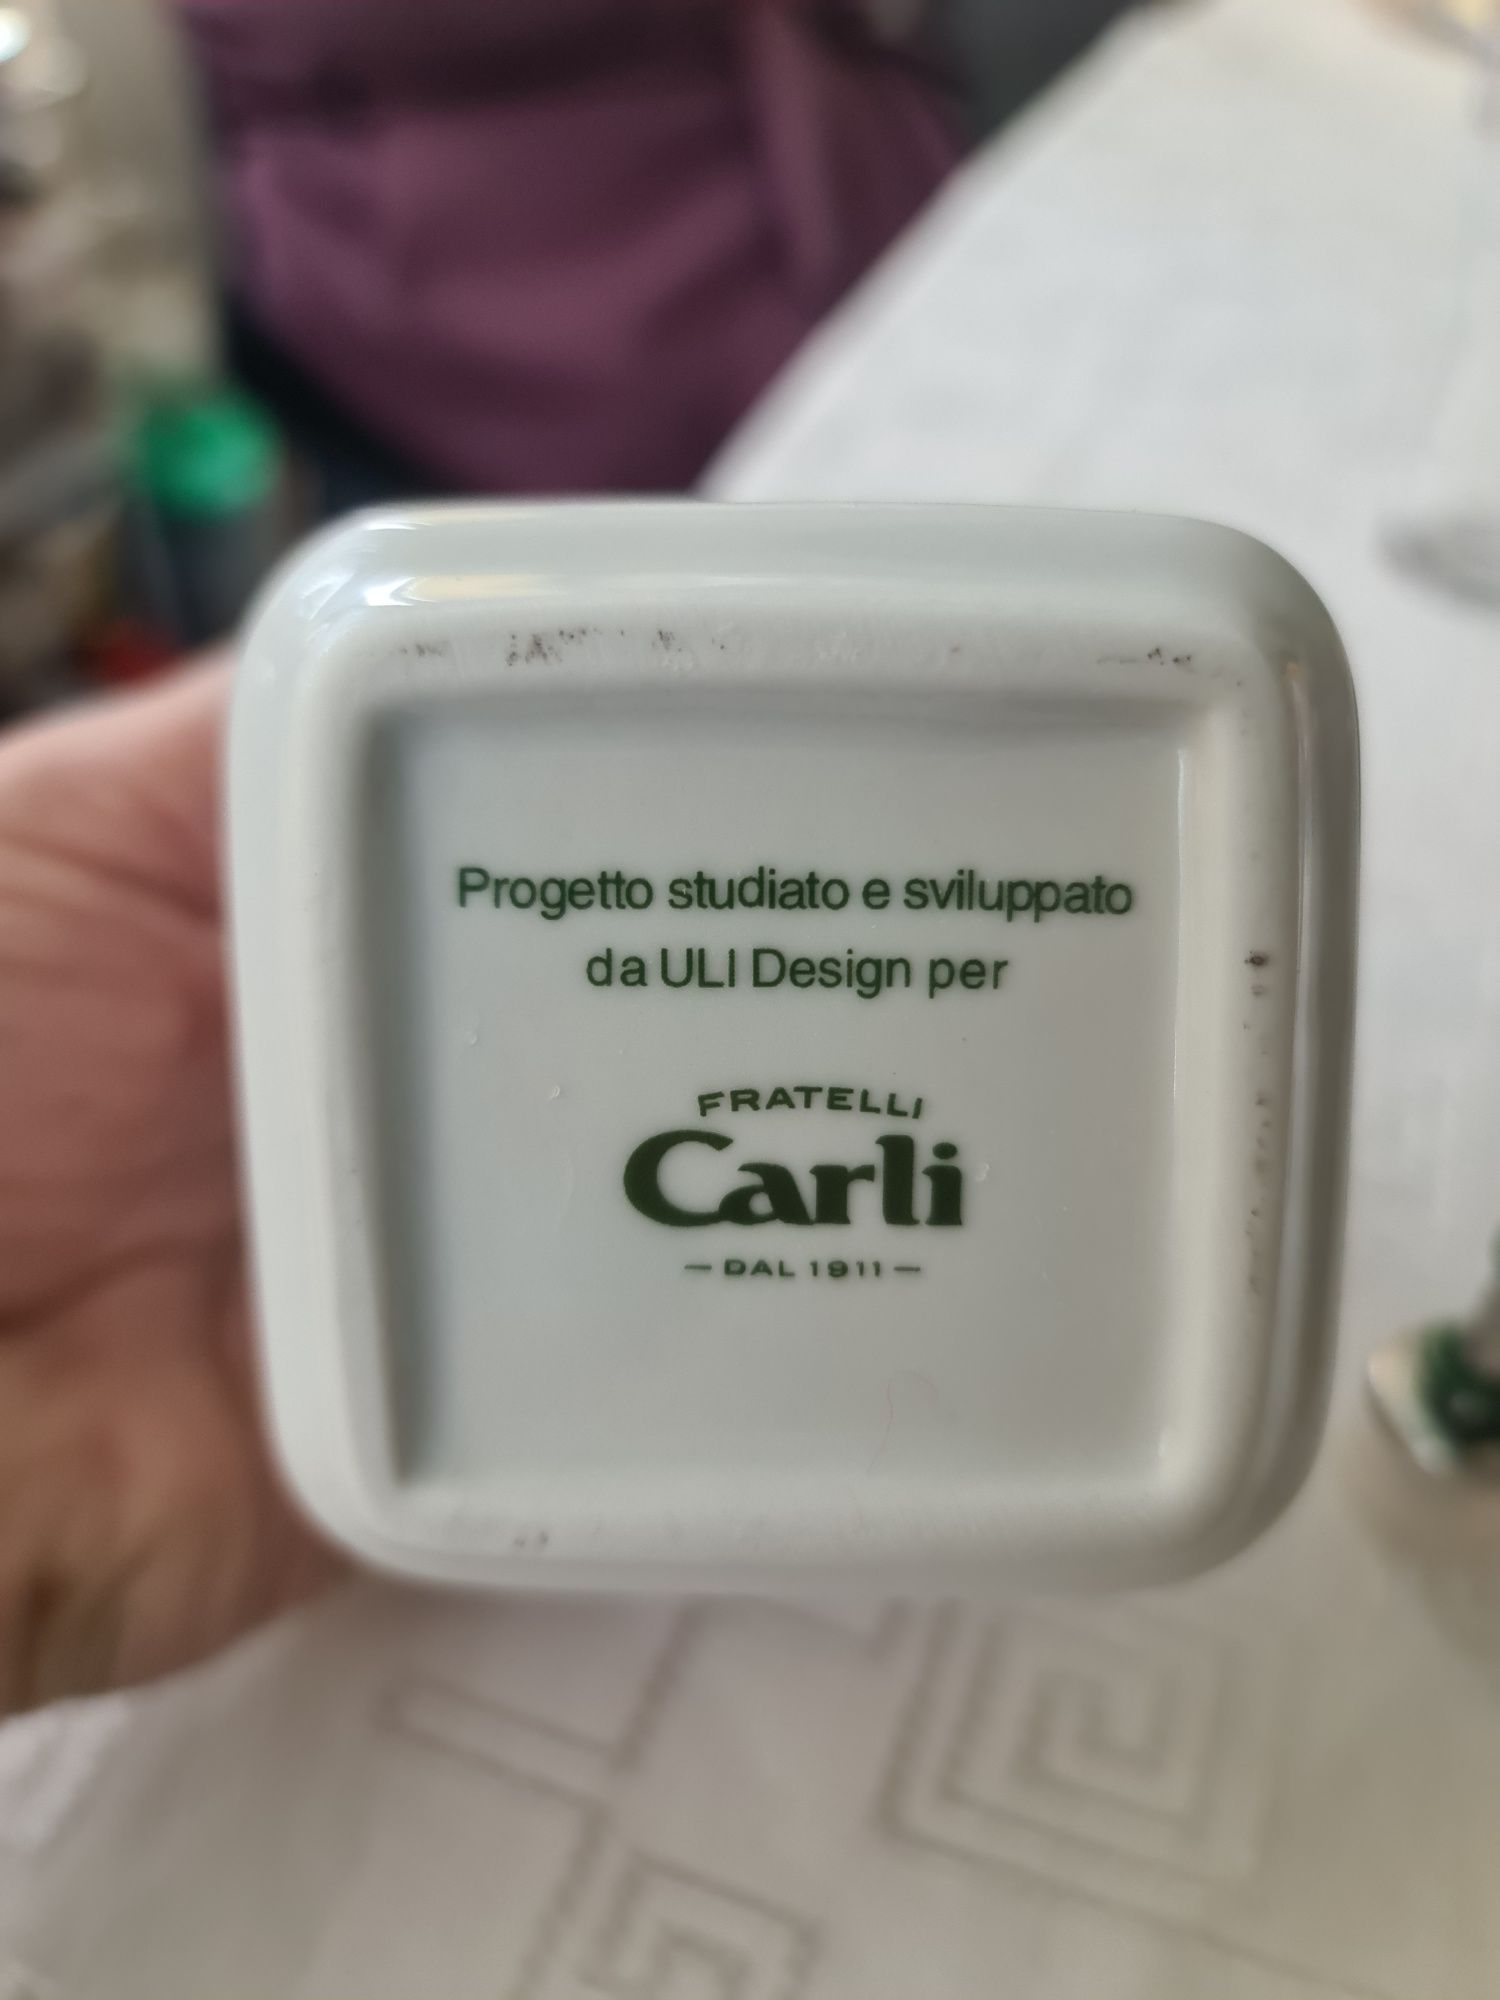 Progetto studiato e sviluppato
da ULI Design per
FRATELLI
Carli
— DAL 1911 —